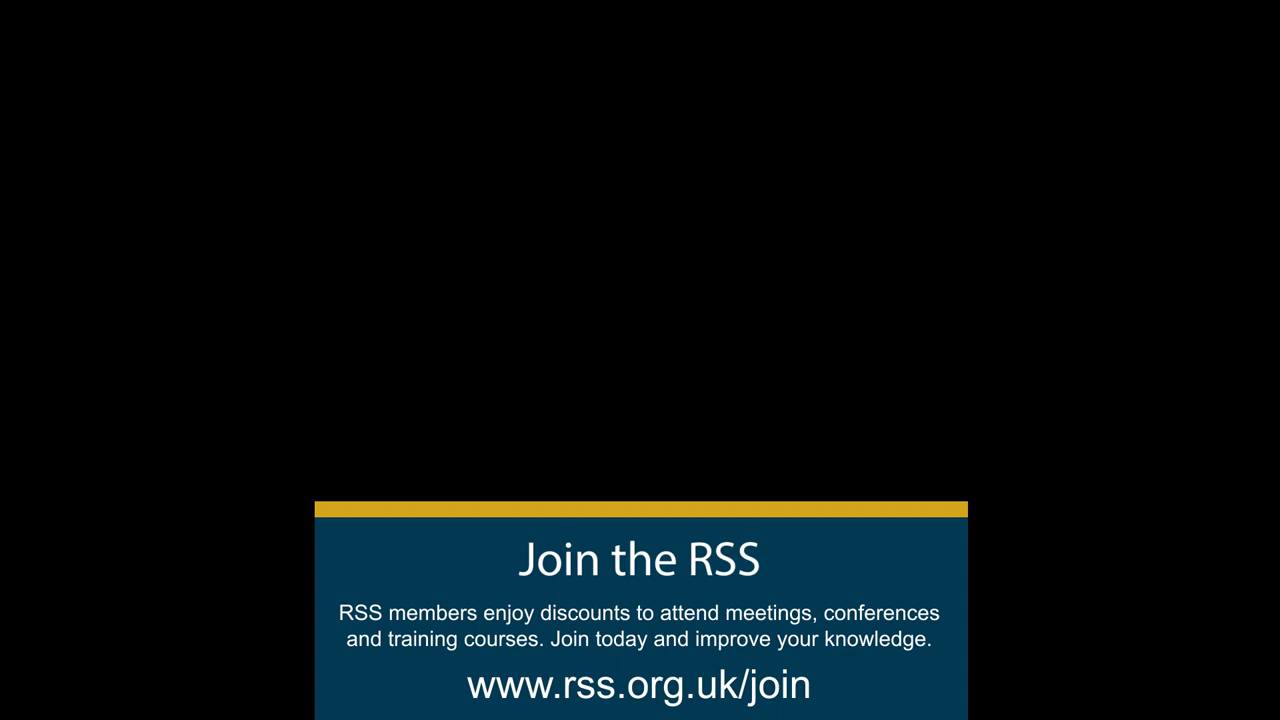 Join the RSS
RSS members enjoy discounts to attend meetings, conferences
and training courses. Join today and improve your knowledge.
www.rss.org.uk/join